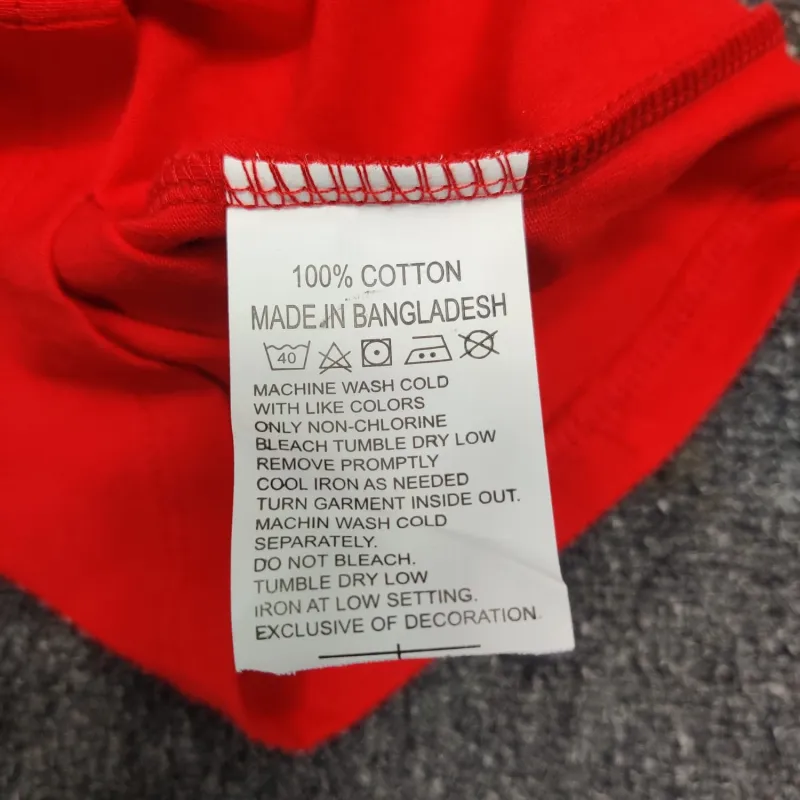 100% COTTON
MADE IN BANGLADESH
40
MACHINE WASH COLD
WITH LIKE COLORS
ONLY NON-CHLORINE
BLEACH TUMBLE DRY LOW
REMOVE PROMPTLY
COOL IRON AS NEEDED
TURN GARMENT INSIDE OUT.
MACHIN WASH COLD
SEPARATELY.
DO NOT BLEACH.
TUMBLE DRY LOW
IRON AT LOW SETTING.
EXCLUSIVE OF DECORATION.